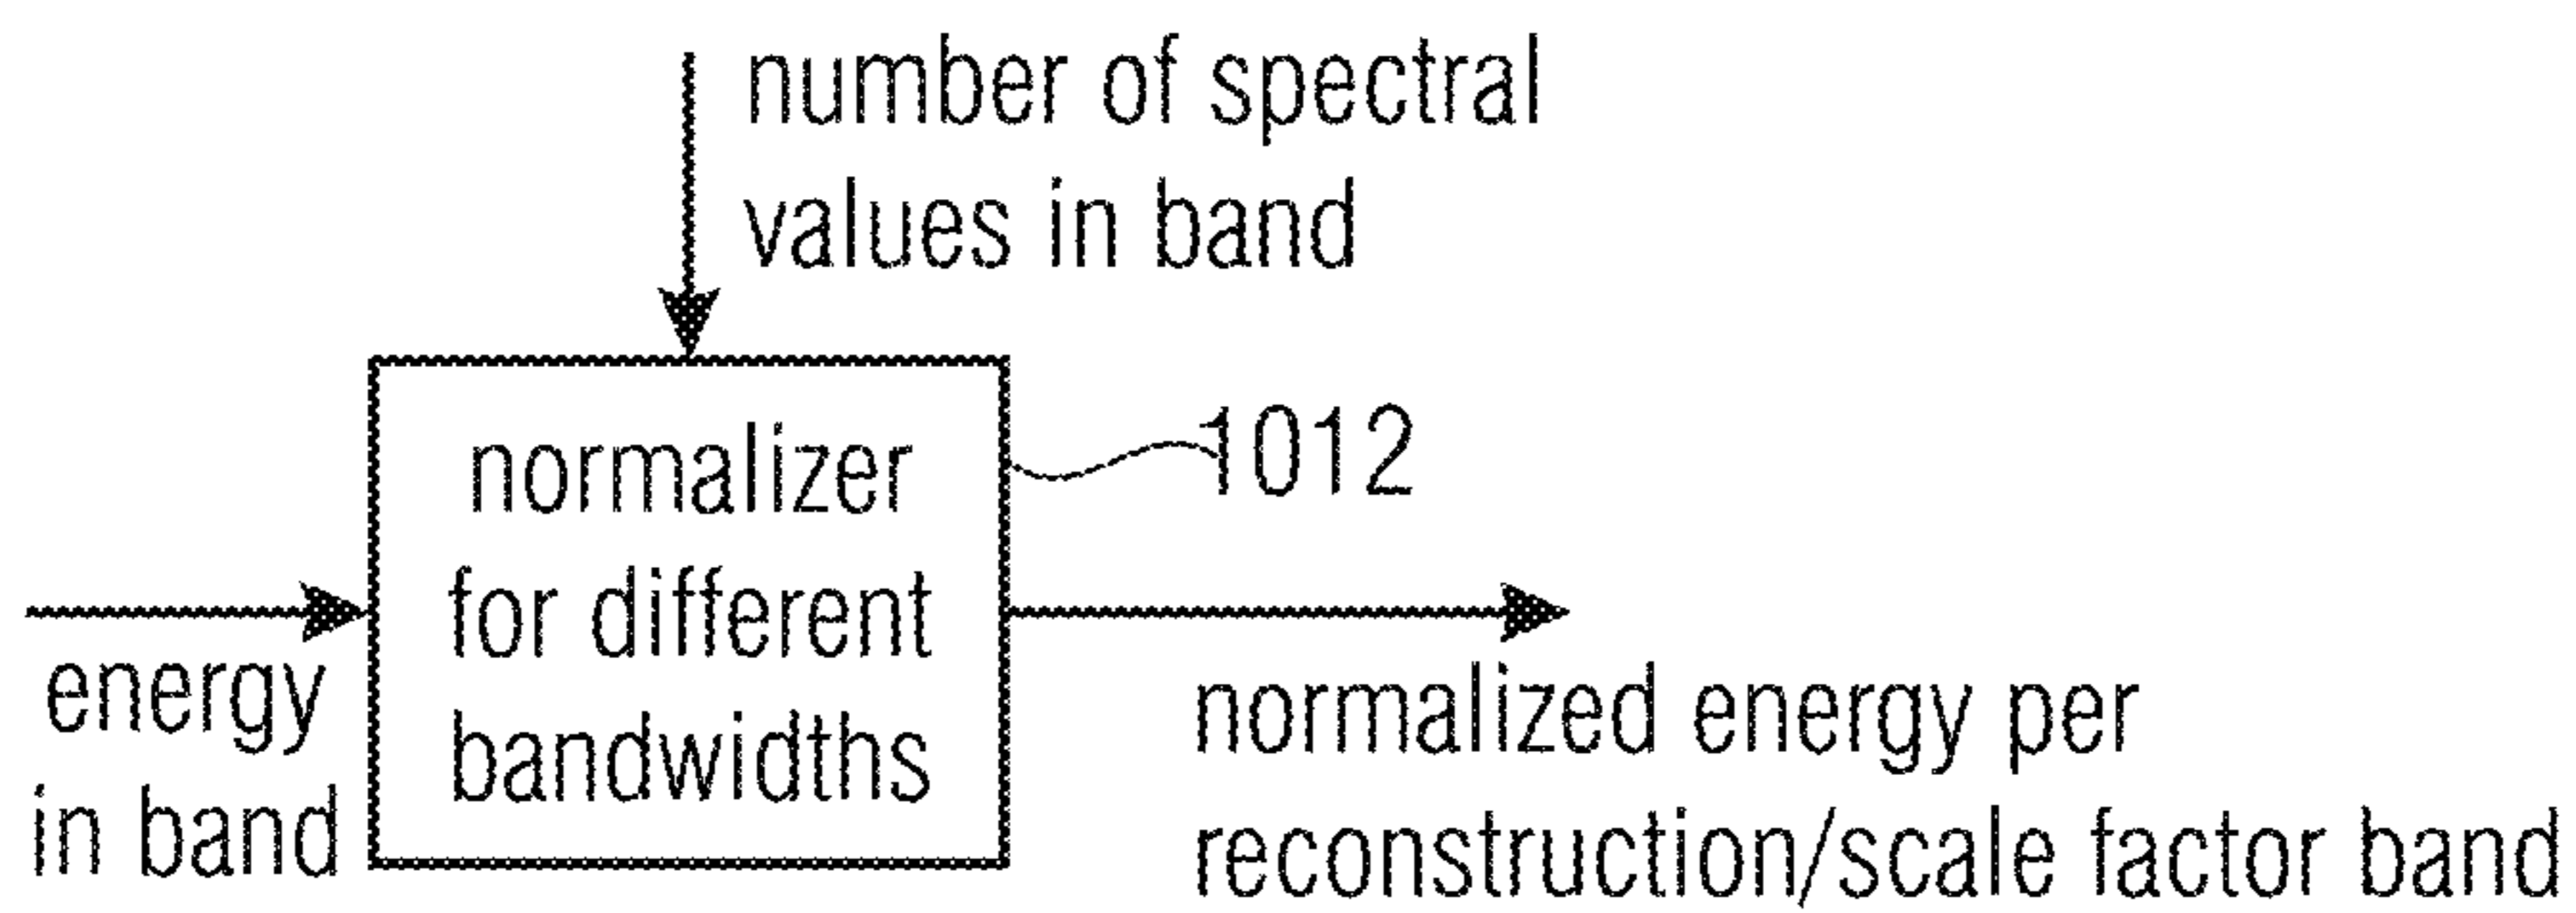 number of spectral
values in band
normalizer
for different
bandwidths
1012
energy
in band
normalized energy per
reconstruction/scale factor band